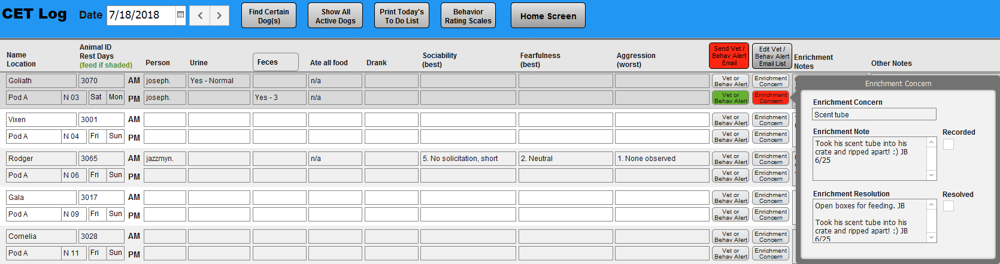 CET Log
Date 7/18/2018
< >
Find Certain
Dog(s)
Show All
Active Dogs
Print Today's
To Do List
Behavior
Rating Scales
Home Screen
Name
Location
Animal ID
Rest Days
(feed if shaded)
Person
Urine
Feces
Ate all food
Drank
Sociability
(best)
Fearfulness
(best)
Aggression
(worst)
Send Vet /
Behav Alert
Email
Edit Vet /
Behav Alert
Email List
Enrichment
Notes
Other Notes
Goliath 3070 AM joseph. Yes - Normal n/a
Vet or
Behav Alert
Enrichment
Concern
Pod A N 03 Sat Mon PM joseph. Yes - 3 n/a
Vet or
Behav Alert
Enrichment
Concern
Vixen 3001 AM
Vet or
Behav Alert
Enrichment
Concern
Pod A N 04 Fri Sun PM
Vet or
Behav Alert
Enrichment
Concern
Rodger 3065 AM jazzmyn. n/a 5. No solicitation, short 2. Neutral 1. None observed
Vet or
Behav Alert
Enrichment
Concern
Pod A N 06 Fri Sun PM
Vet or
Behav Alert
Enrichment
Concern
Gala 3017 AM
Vet or
Behav Alert
Enrichment
Concern
Pod A N 09 Fri Sun PM
Vet or
Behav Alert
Enrichment
Concern
Cornelia 3028 AM
Vet or
Behav Alert
Enrichment
Concern
Pod A N 11 Fri Sun PM
Vet or
Behav Alert
Enrichment
Concern
Enrichment Concern
Enrichment Concern
Scent tube
Enrichment Note
Recorded
Took his scent tube into his
crate and ripped apart! :) JB
6/25
Enrichment Resolution
Resolved
Open boxes for feeding. JB
Took his scent tube into his
crate and ripped apart! :) JB
6/25